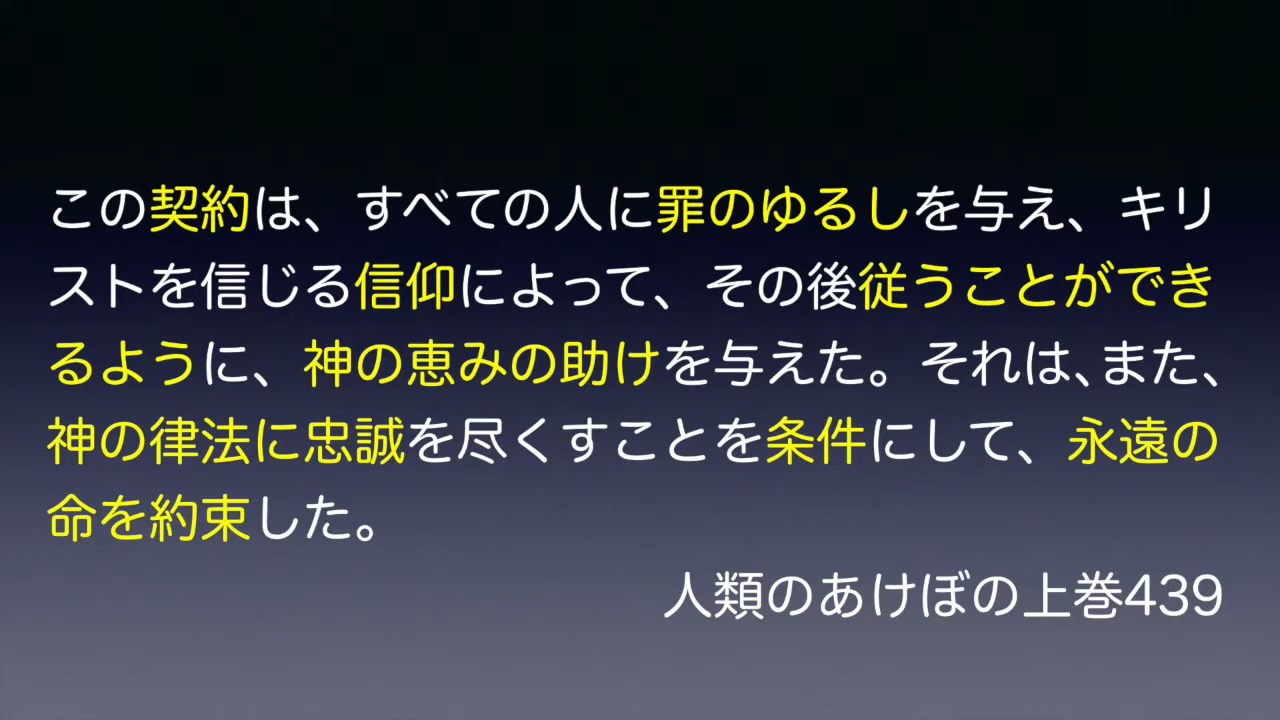 この契約は、すべての人に罪のゆるしを与え、キリ
ストを信じる信仰によって、その後従うことができ
るように、神の恵みの助けを与えた。それは、また、
神の律法に忠誠を尽くすことを条件にして、永遠の
命を約束した。
人類のあけぼの上巻439